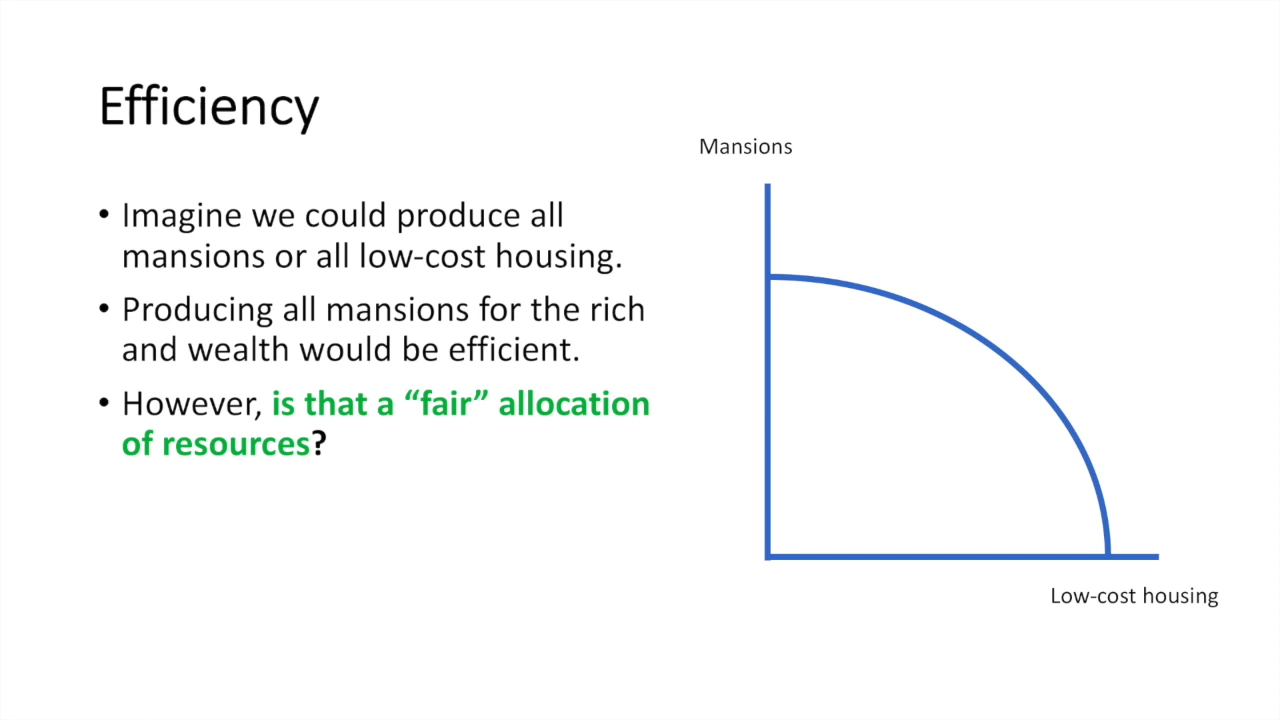 Efficiency
Mansions
• Imagine we could produce all
mansions or all low-cost housing.
• Producing all mansions for the rich
and wealth would be efficient.
• However, is that a “fair” allocation
of resources?
Low-cost housing